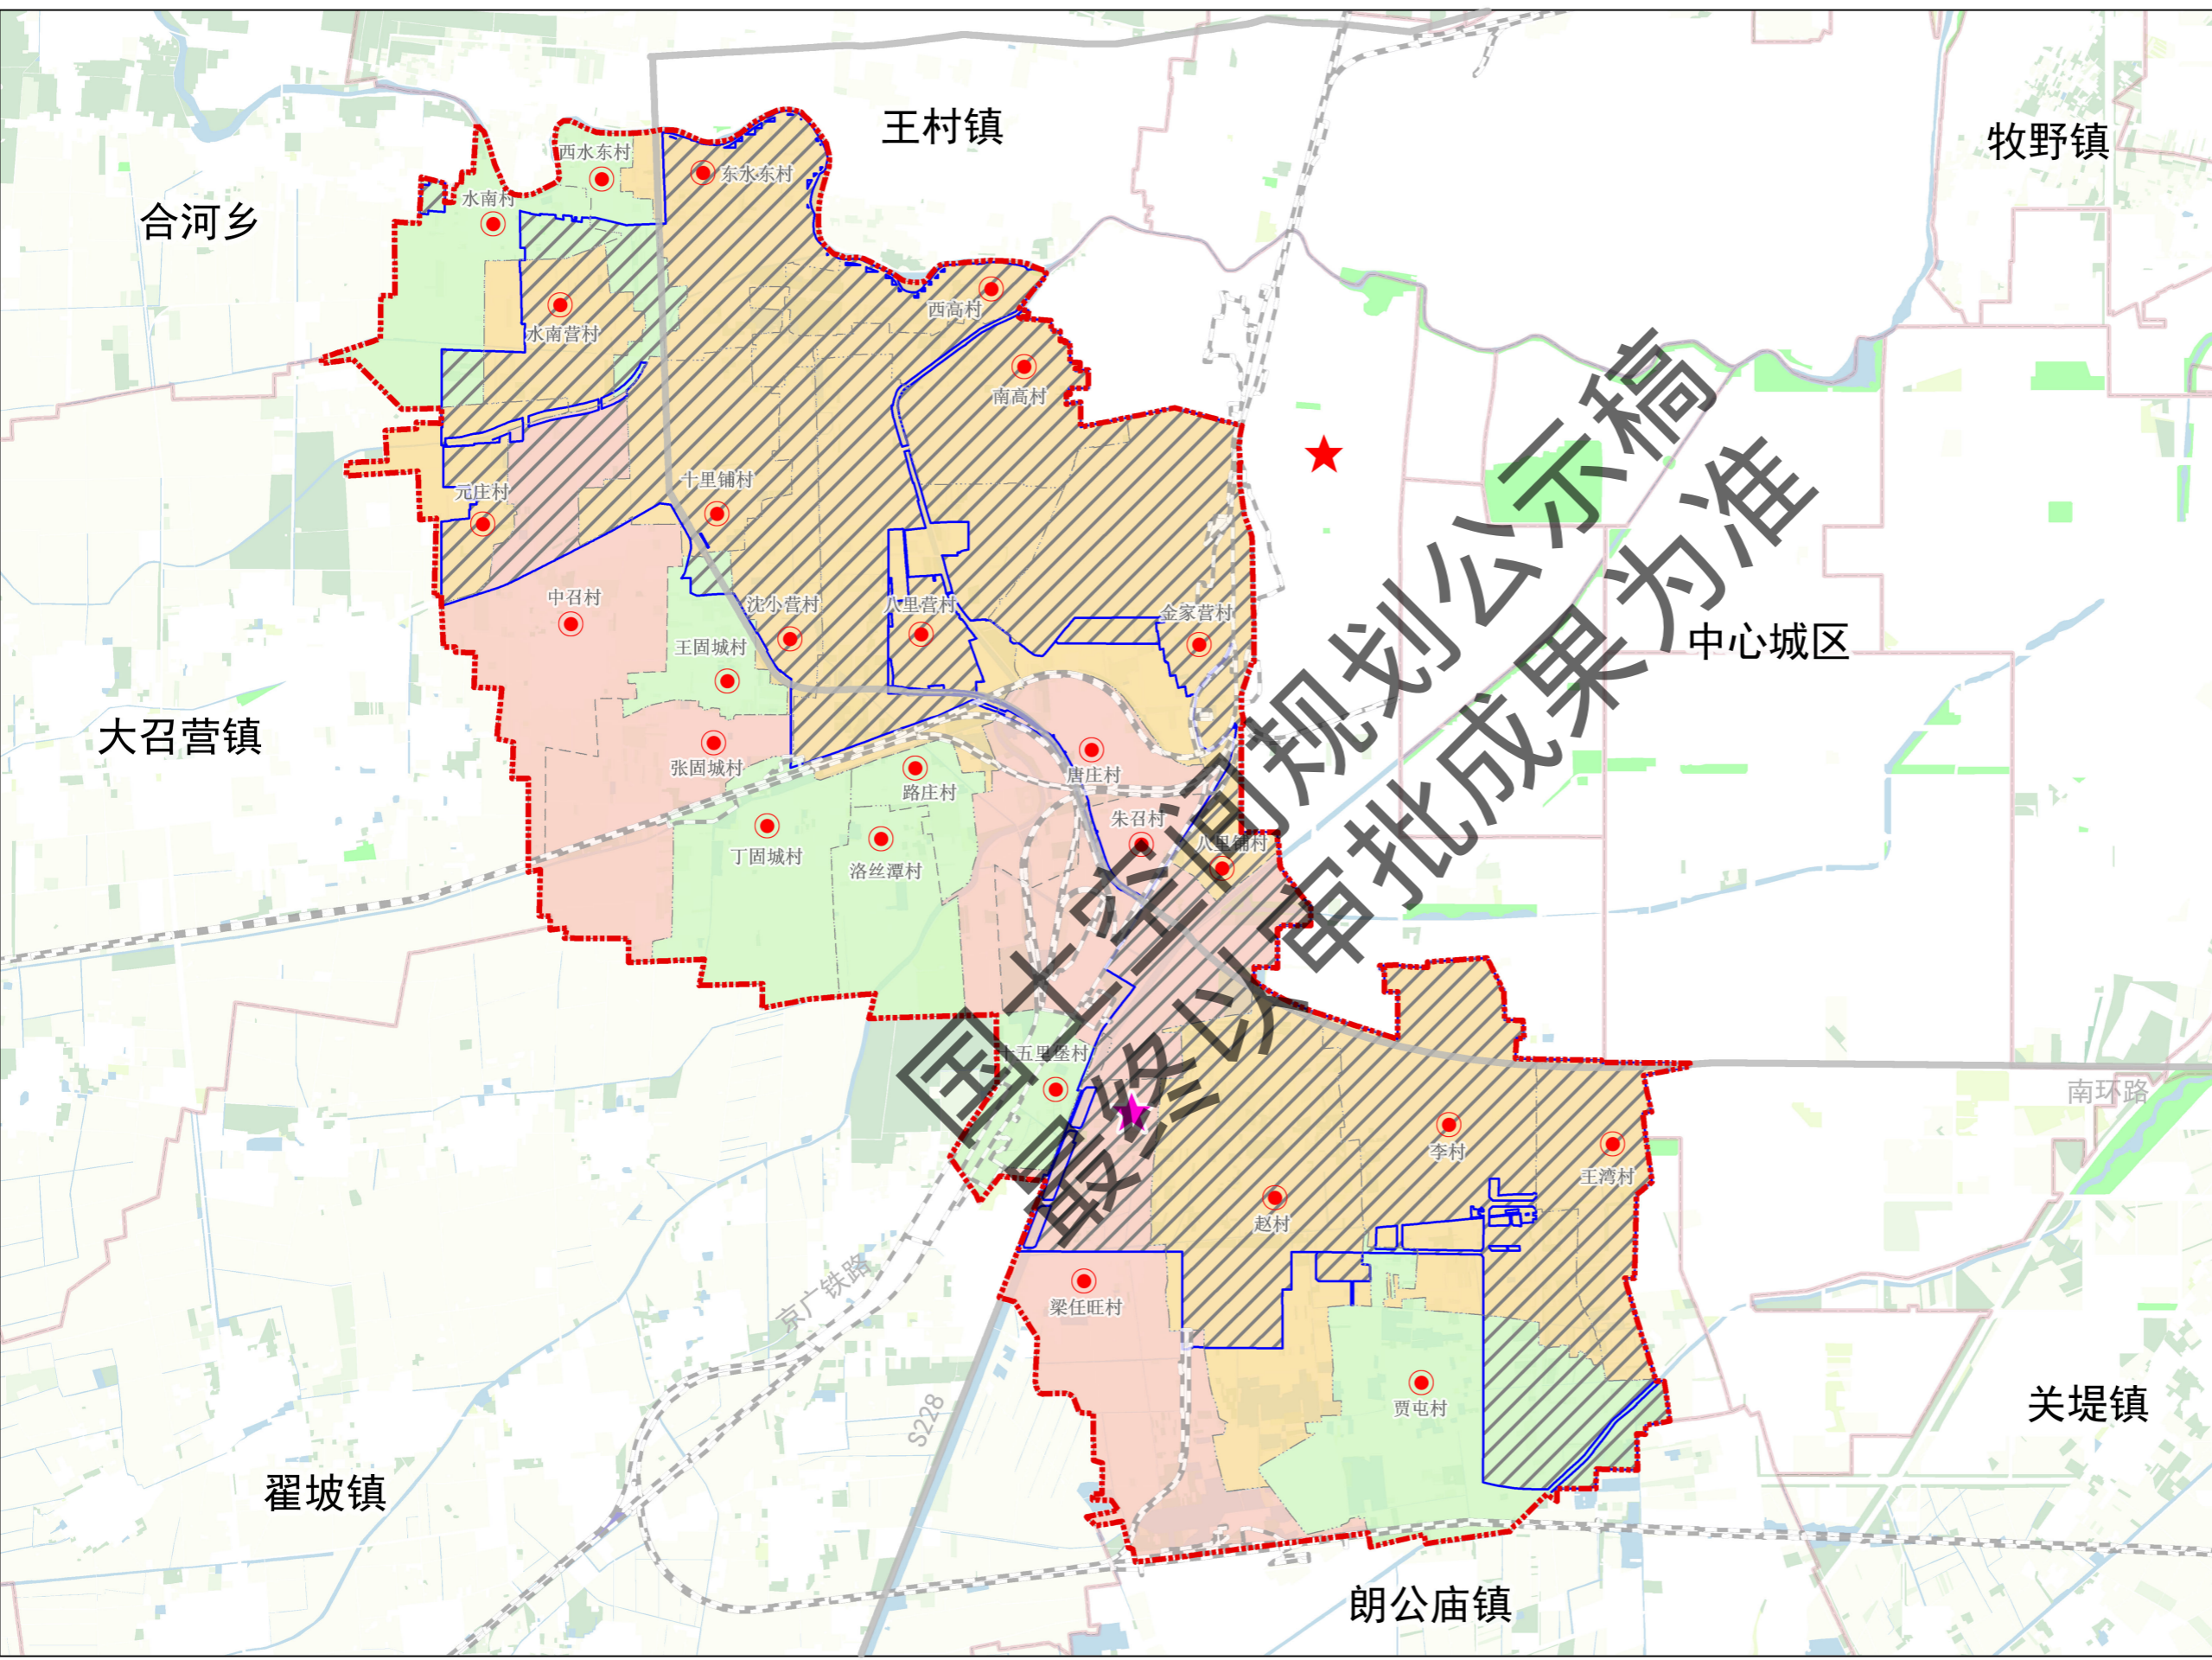 王村镇
牧野镇
西水东村
东水东村
水南村
合河乡
西高村
水南营村
南高村
十里铺村
元庄村
中召村
沈小营村
八里营村
金家营村
王固城村
中心城区
大召营镇
张固城村
唐庄村
路庄村
朱召村
八里铺村
丁固城村
洛丝潭村
国土空间规划公示稿
最终以审批成果为准
十五里堡村
南环路
李村
王湾村
赵村
京广铁路
梁任旺村
S228
贾屯村
关堤镇
翟坡镇
朗公庙镇